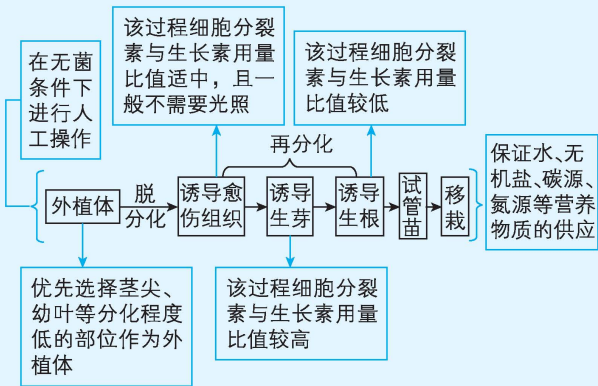 在无菌
条件下
进行人
工操作
该过程细胞分裂
素与生长素用量
比值适中，且一
般不需要光照
该过程细胞分裂
素与生长素用量
比值较低
再分化
外植体
脱
分化
诱导愈
伤组织
诱导
生芽
诱导
生根
试
管
苗
移
栽
保证水、无
机盐、碳源、
氮源等营养
物质的供应
优先选择茎尖、
幼叶等分化程度
低的部位作为外
植体
该过程细胞分裂
素与生长素用量
比值较高